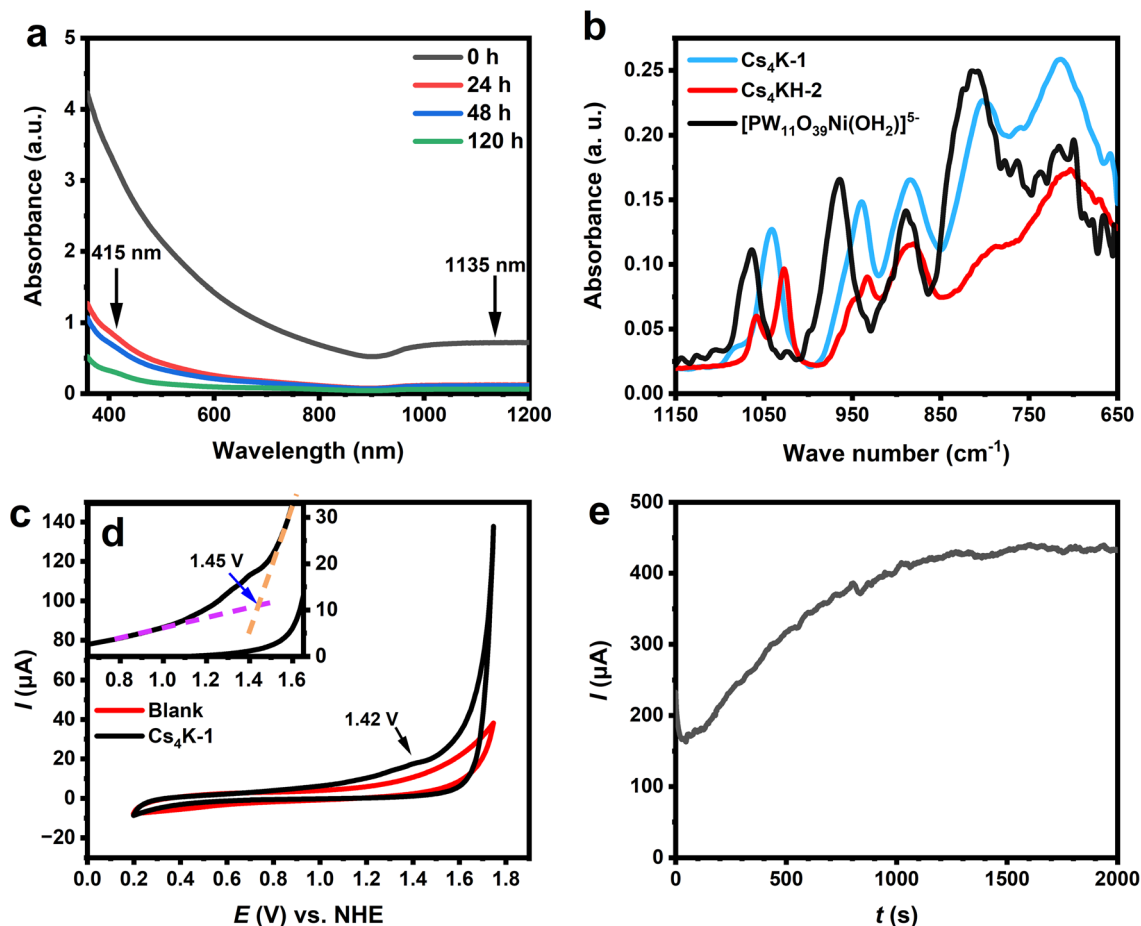 a
5
4
3
2
1
0
Absorbance (a.u.)
0 h
24 h
48 h
120 h
415 nm
1135 nm
400
600
800
1000
1200
Wavelength (nm)
b
0.25
0.20
0.15
0.10
0.05
0.00
Absorbance (a. u.)
Cs₄K-1
Cs₄KH-2
[PW₁₁O₃₉Ni(OH₂)]⁵⁻
1150
1050
950
850
750
650
Wave number (cm⁻¹)
c
140
120
100
80
60
40
20
0
−20
I (µA)
d
30
20
10
0
1.45 V
0.8
1.0
1.2
1.4
1.6
Blank
Cs₄K-1
1.42 V
0.0
0.2
0.4
0.6
0.8
1.0
1.2
1.4
1.6
1.8
E (V) vs. NHE
e
500
400
300
200
100
0
I (µA)
0
500
1000
1500
2000
t (s)